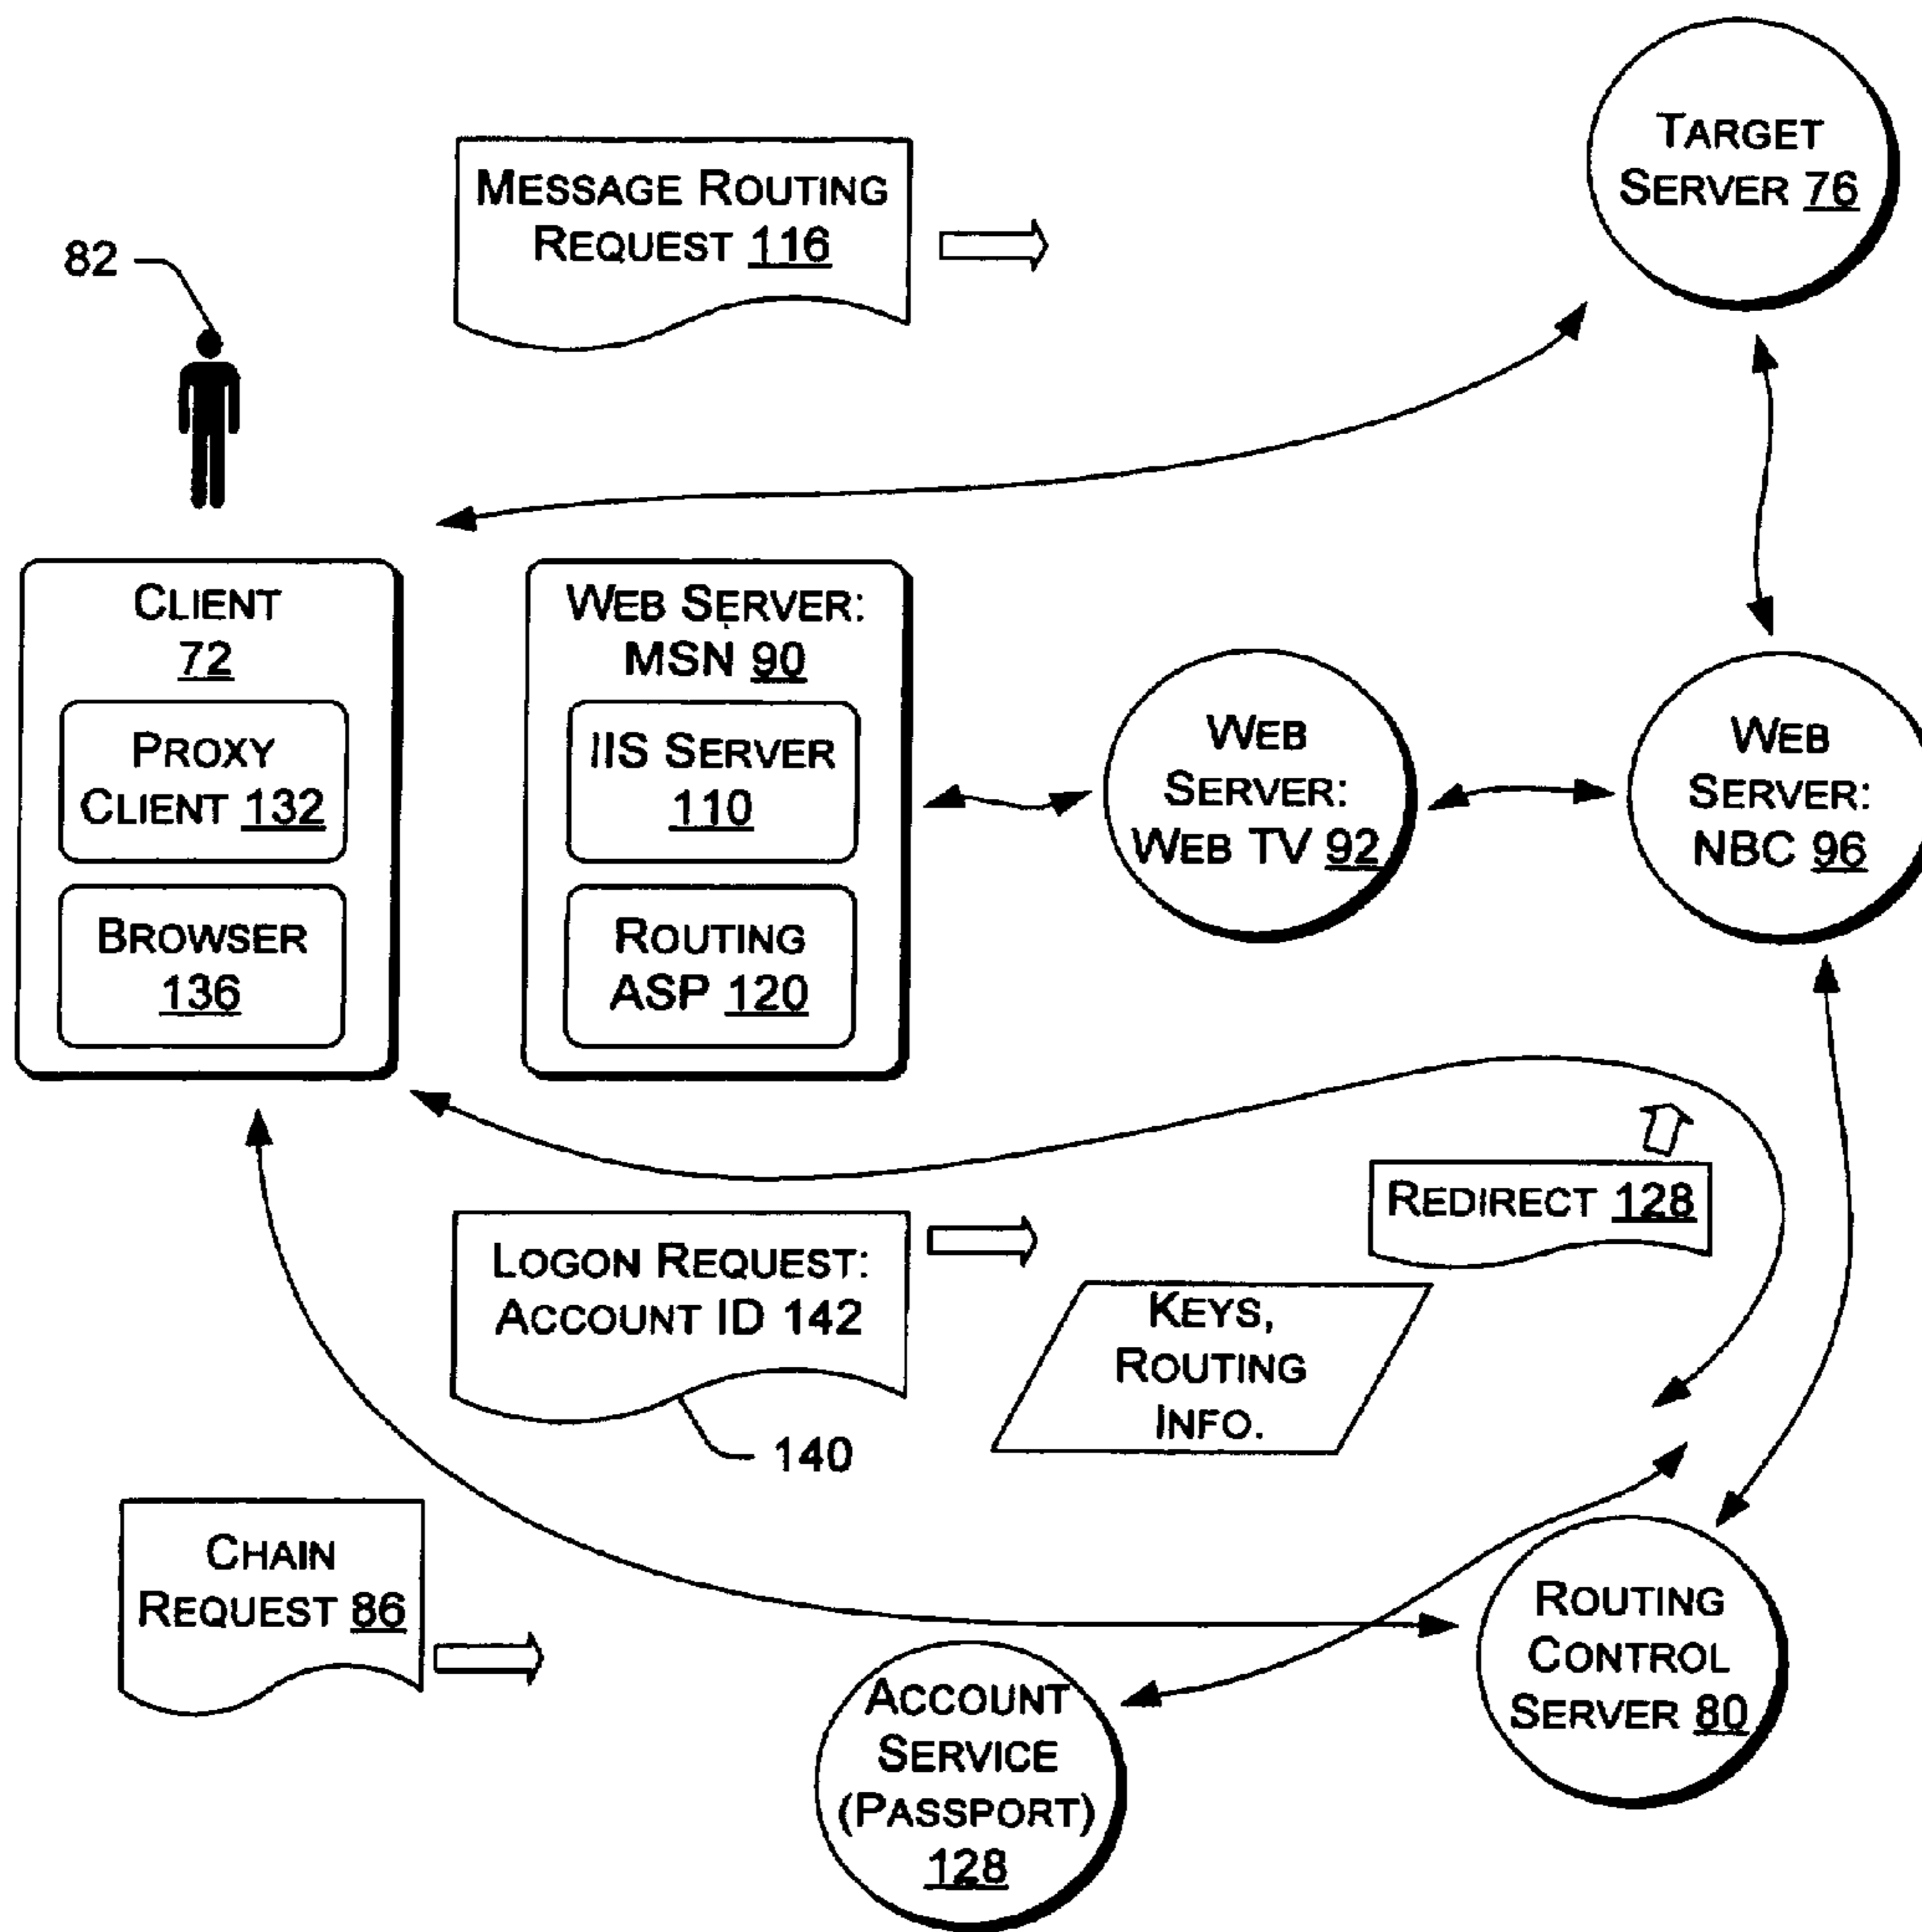 TARGET
SERVER 76
MESSAGE ROUTING
REQUEST 116
82
CLIENT
72
PROXY
CLIENT 132
BROWSER
136
WEB SERVER:
MSN 90
IIS SERVER
110
ROUTING
ASP 120
WEB
SERVER:
WEB TV 92
WEB
SERVER:
NBC 96
REDIRECT 128
LOGON REQUEST:
ACCOUNT ID 142
140
KEYS,
ROUTING
INFO.
CHAIN
REQUEST 86
ROUTING
CONTROL
SERVER 80
ACCOUNT
SERVICE
(PASSPORT)
128